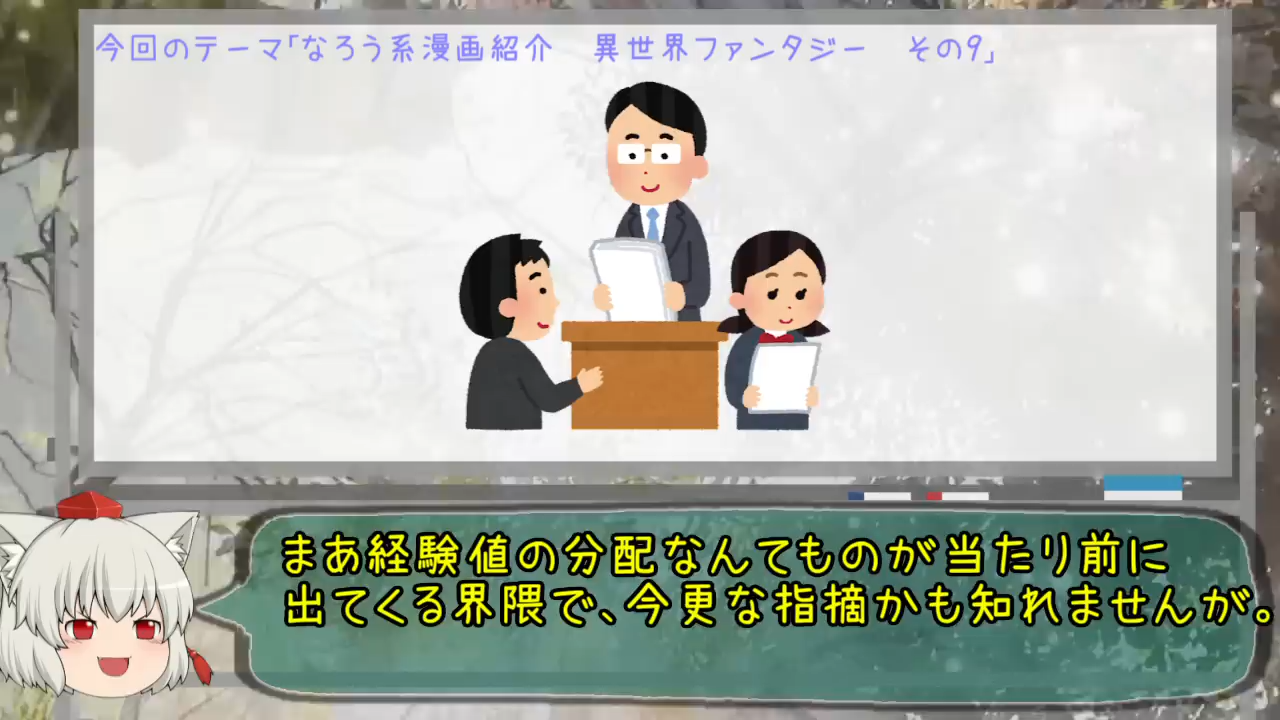 今回のテーマ「なろう系漫画紹介　異世界ファンタジー　その9」
まあ経験値の分配なんてものが当たり前に
出てくる界隈で、今更な指摘かも知れませんが。